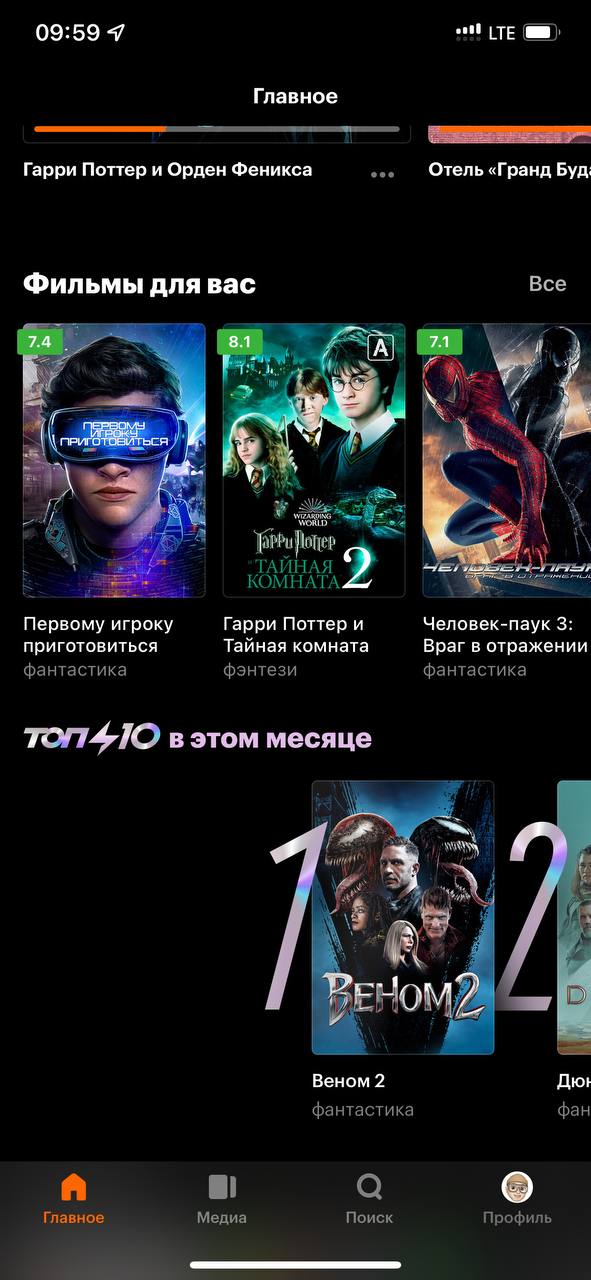 09:59
LTE
Главное
Гарри Поттер и Орден Феникса
Отель «Гранд Буда
Фильмы для вас
Все
7.4
8.1
A
7.1
ПЕРВОМУ
ИГРОКУ
ПРИГОТОВИТЬСЯ
WIZARDING
WORLD
Гарри Поттер
и ТАЙНАЯ
КОМНАТА
2
ЧЕЛОВЕК-ПАУК
ВРАГ В ОТРАЖЕНИИ
Первому игроку
приготовиться
фантастика
Гарри Поттер и
Тайная комната
фэнтези
Человек-паук 3:
Враг в отражении
фантастика
ТОП 10 в этом месяце
1
ВЕНОМ 2
2
D
Веном 2
фантастика
Дюн
фан
Главное
Медиа
Поиск
Профиль